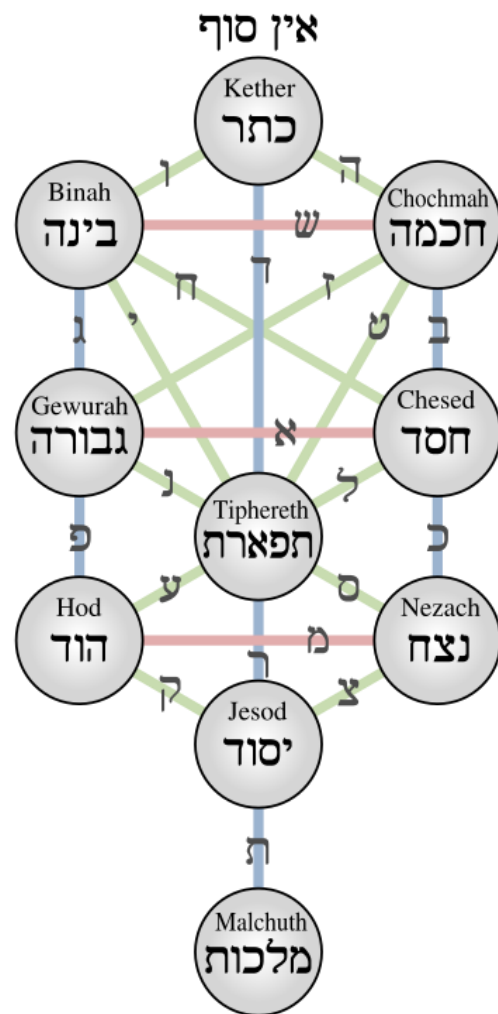 אין סוף
Kether
כתר
ו
ה
Binah
בינה
Chochmah
חכמה
ש
ד
ח
ז
ג
י
ט
ב
Gewurah
גבורה
Chesed
חסד
א
נ
ל
Tiphereth
תפארת
פ
כ
ע
ס
Hod
הוד
Nezach
נצח
מ
ר
ק
צ
Jesod
יסוד
ת
Malchuth
מלכות